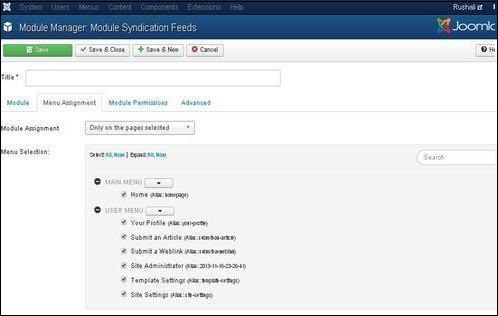 System Users Menus Content Components Extensions Help Rushali
Module Manager: Module Syndication Feeds
Save Save & Close Save & New Cancel
Title *
Module Menu Assignment Module Permissions Advanced
Module Assignment Only on the pages selected
Menu Selection: Select: All, None | Expand: All, None Search
MAIN MENU
Home (Alias: homepage)
USER MENU
Your Profile (Alias: your-profile)
Submit an Article (Alias: submit-an-article)
Submit a Weblink (Alias: submit-a-weblink)
Site Administrator (Alias: 2013-11-16-23-26-41)
Template Settings (Alias: template-settings)
Site Settings (Alias: site-settings)